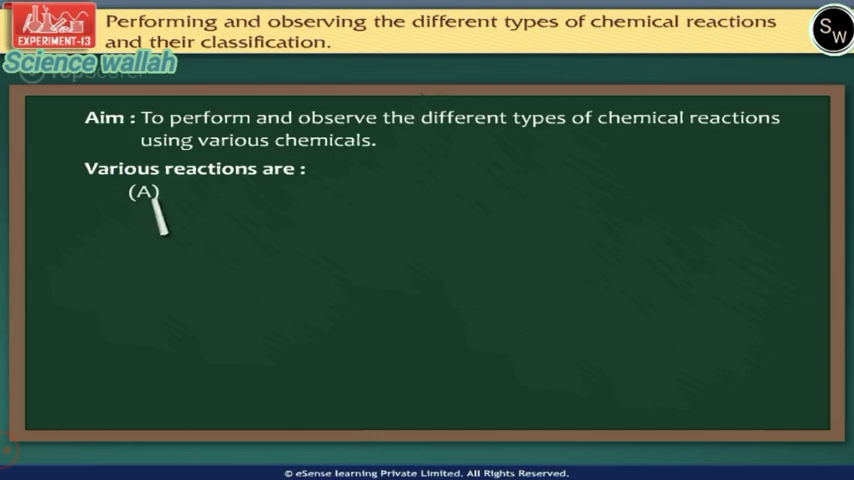 Performing and observing the different types of chemical reactions
and their classification.
EXPERIMENT-13
Science wallah
SW
Aim : To perform and observe the different types of chemical reactions
using various chemicals.
Various reactions are :
(A)
© eSense learning Private Limited. All Rights Reserved.